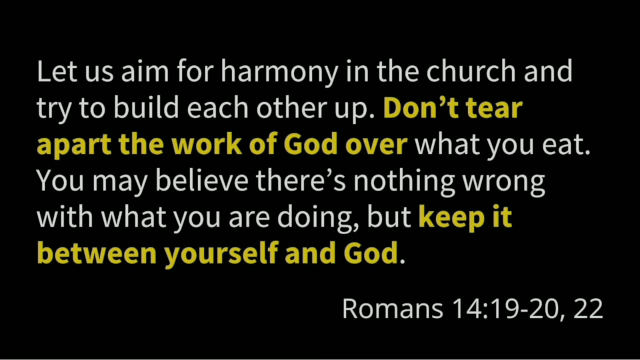 Let us aim for harmony in the church and
try to build each other up. Don’t tear
apart the work of God over what you eat.
You may believe there’s nothing wrong
with what you are doing, but keep it
between yourself and God.
Romans 14:19-20, 22